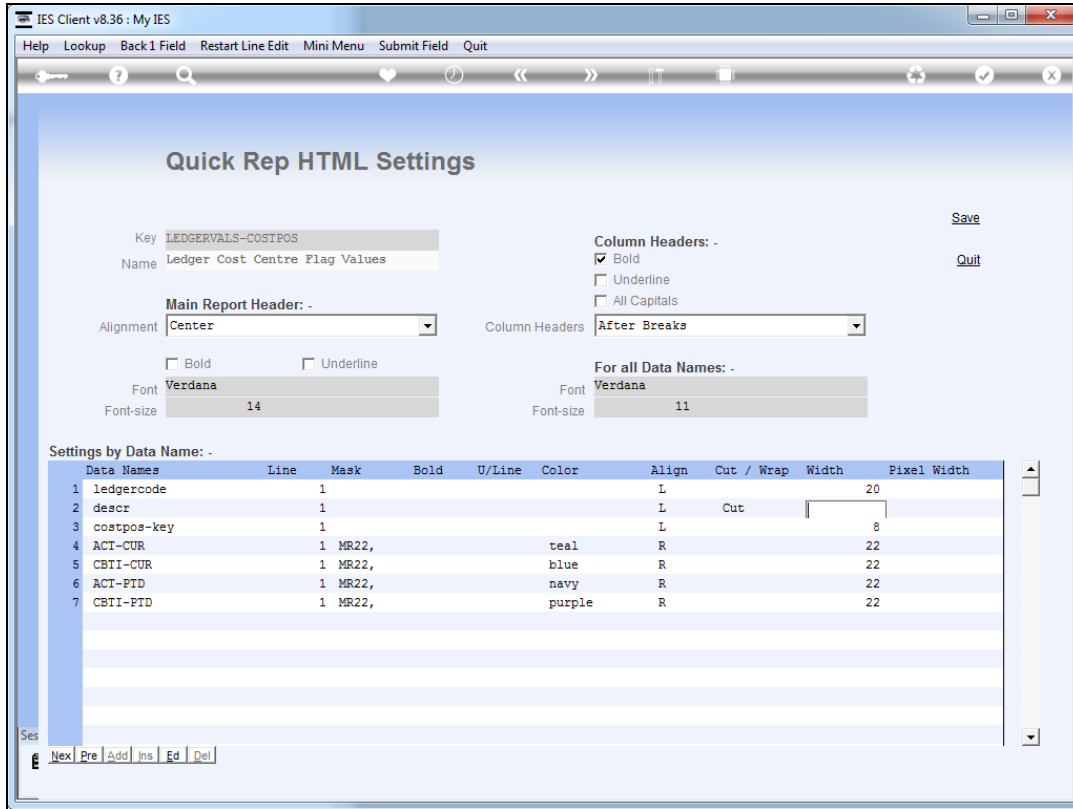 IES Client v8.36 : My IES
Help Lookup Back 1 Field Restart Line Edit Mini Menu Submit Field Quit
Quick Rep HTML Settings
Save
Key LEDGERVALS-COSTPOS
Column Headers: -
Name Ledger Cost Centre Flag Values
Bold
Quit
Underline
Main Report Header: -
All Capitals
Alignment Center
Column Headers After Breaks
Bold Underline
For all Data Names: -
Font Verdana
Font Verdana
Font-size 14
Font-size 11
Settings by Data Name: -
Data Names Line Mask Bold U/Line Color Align Cut / Wrap Width Pixel Width
1 ledgercode 1 L 20
2 descr 1 L Cut
3 costpos-key 1 L 8
4 ACT-CUR 1 MR22, teal R 22
5 CBTI-CUR 1 MR22, blue R 22
6 ACT-PTD 1 MR22, navy R 22
7 CBTI-PTD 1 MR22, purple R 22
Ses
Nex Pre Add Ins Ed Del